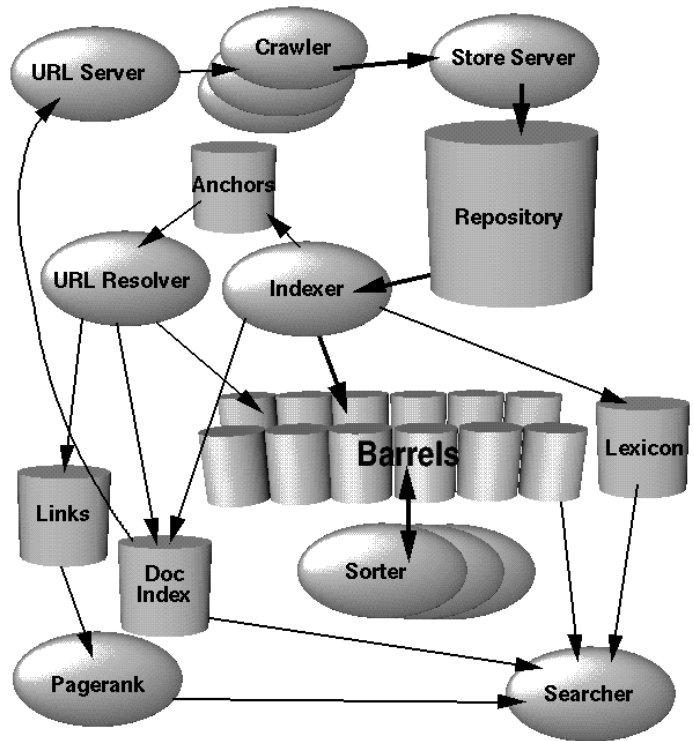 URL Server
Crawler
Store Server
Anchors
Repository
URL Resolver
Indexer
Barrels
Lexicon
Links
Doc
Index
Sorter
Pagerank
Searcher